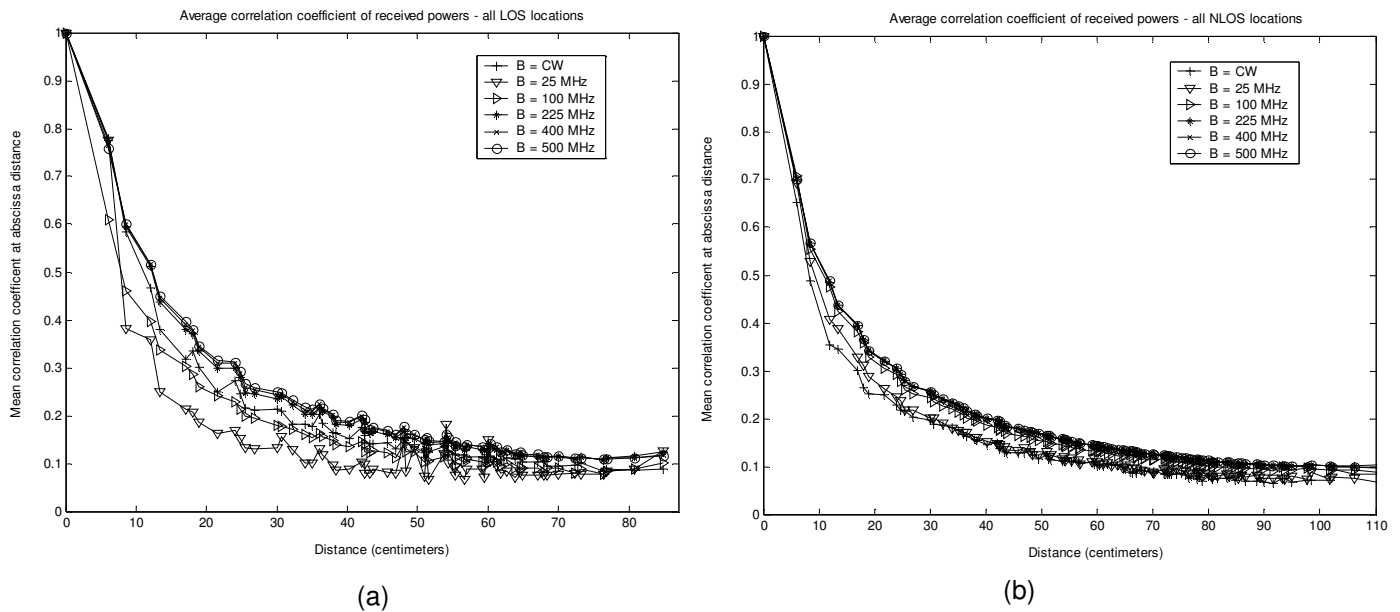 Average correlation coefficient of received powers - all LOS locations
1
0.9
0.8
0.7
0.6
0.5
0.4
0.3
0.2
0.1
0
Mean correlation coefficent at abscissa distance
B = CW
B = 25 MHz
B = 100 MHz
B = 225 MHz
B = 400 MHz
B = 500 MHz
0 10 20 30 40 50 60 70 80
Distance (centimeters)
(a)
Average correlation coefficient of received powers - all NLOS locations
1
0.9
0.8
0.7
0.6
0.5
0.4
0.3
0.2
0.1
0
Mean correlation coefficent at abscissa distance
B = CW
B = 25 MHz
B = 100 MHz
B = 225 MHz
B = 400 MHz
B = 500 MHz
0 10 20 30 40 50 60 70 80 90 100 110
Distance (centimeters)
(b)